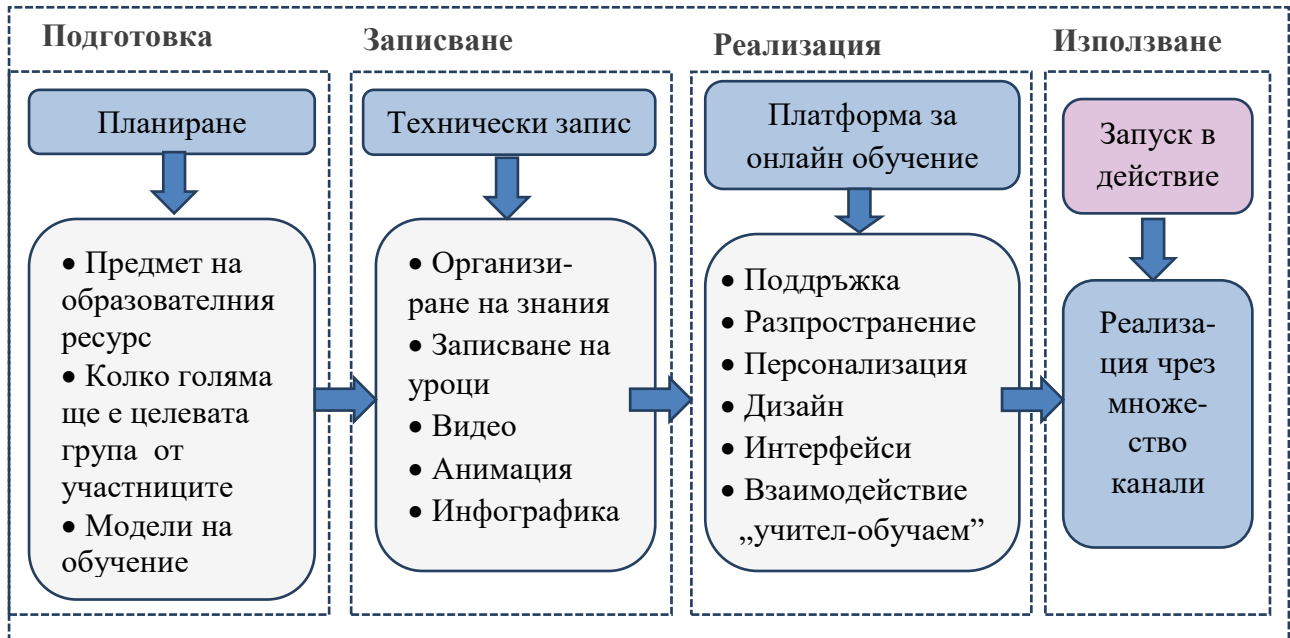 Подготовка
Планиране
• Предмет на
образователния
ресурс
• Колко голяма
ще е целевата
група от
участниците
• Модели на
обучение
Записване
Технически запис
• Организи-
ране на знания
• Записване на
уроци
• Видео
• Анимация
• Инфографика
Реализация
Платформа за
онлайн обучение
• Поддръжка
• Разпространение
• Персонализация
• Дизайн
• Интерфейси
• Взаимодействие
„учител-обучаем”
Използване
Запуск в
действие
Реализа-
ция чрез
множе-
ство
канали